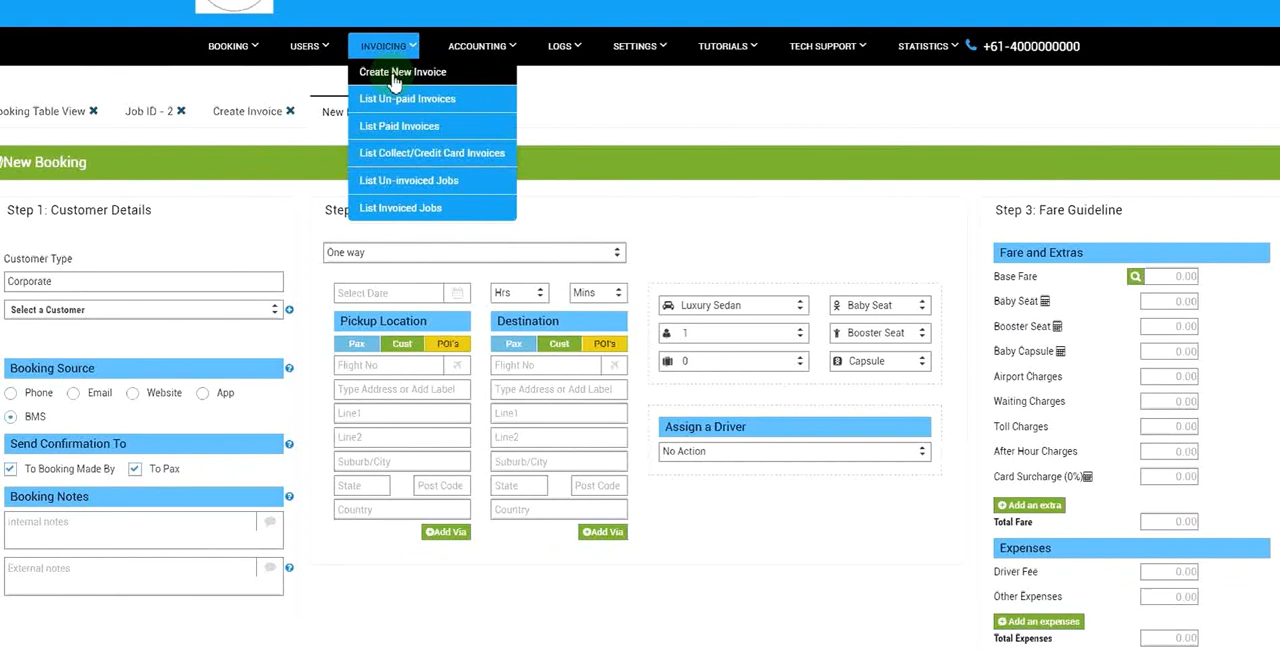 BOOKING USERS INVOICING ACCOUNTING LOGS SETTINGS TUTORIALS TECH SUPPORT STATISTICS +61-4000000000
Create New Invoice
List Un-paid Invoices
List Paid Invoices
List Collect/Credit Card Invoices
List Un-invoiced Jobs
List Invoiced Jobs
ooking Table View Job ID - 2 Create Invoice New
New Booking
Step 1: Customer Details
Customer Type
Corporate
Select a Customer
Booking Source
Phone Email Website App
BMS
Send Confirmation To
To Booking Made By To Pax
Booking Notes
internal notes
External notes
Step
One way
Select Date Hrs Mins
Pickup Location Destination
Pax Cust POI's Pax Cust POI's
Flight No Flight No
Type Address or Add Label Type Address or Add Label
Line1 Line1
Line2 Line2
Suburb/City Suburb/City
State Post Code State Post Code
Country Country
Add Via Add Via
Luxury Sedan Baby Seat
1 Booster Seat
0 Capsule
Assign a Driver
No Action
Step 3: Fare Guideline
Fare and Extras
Base Fare 0.00
Baby Seat 0.00
Booster Seat 0.00
Baby Capsule 0.00
Airport Charges 0.00
Waiting Charges 0.00
Toll Charges 0.00
After Hour Charges 0.00
Card Surcharge (0%) 0.00
Add an extra
Total Fare 0.00
Expenses
Driver Fee 0.00
Other Expenses 0.00
Add an expenses
Total Expenses 0.00